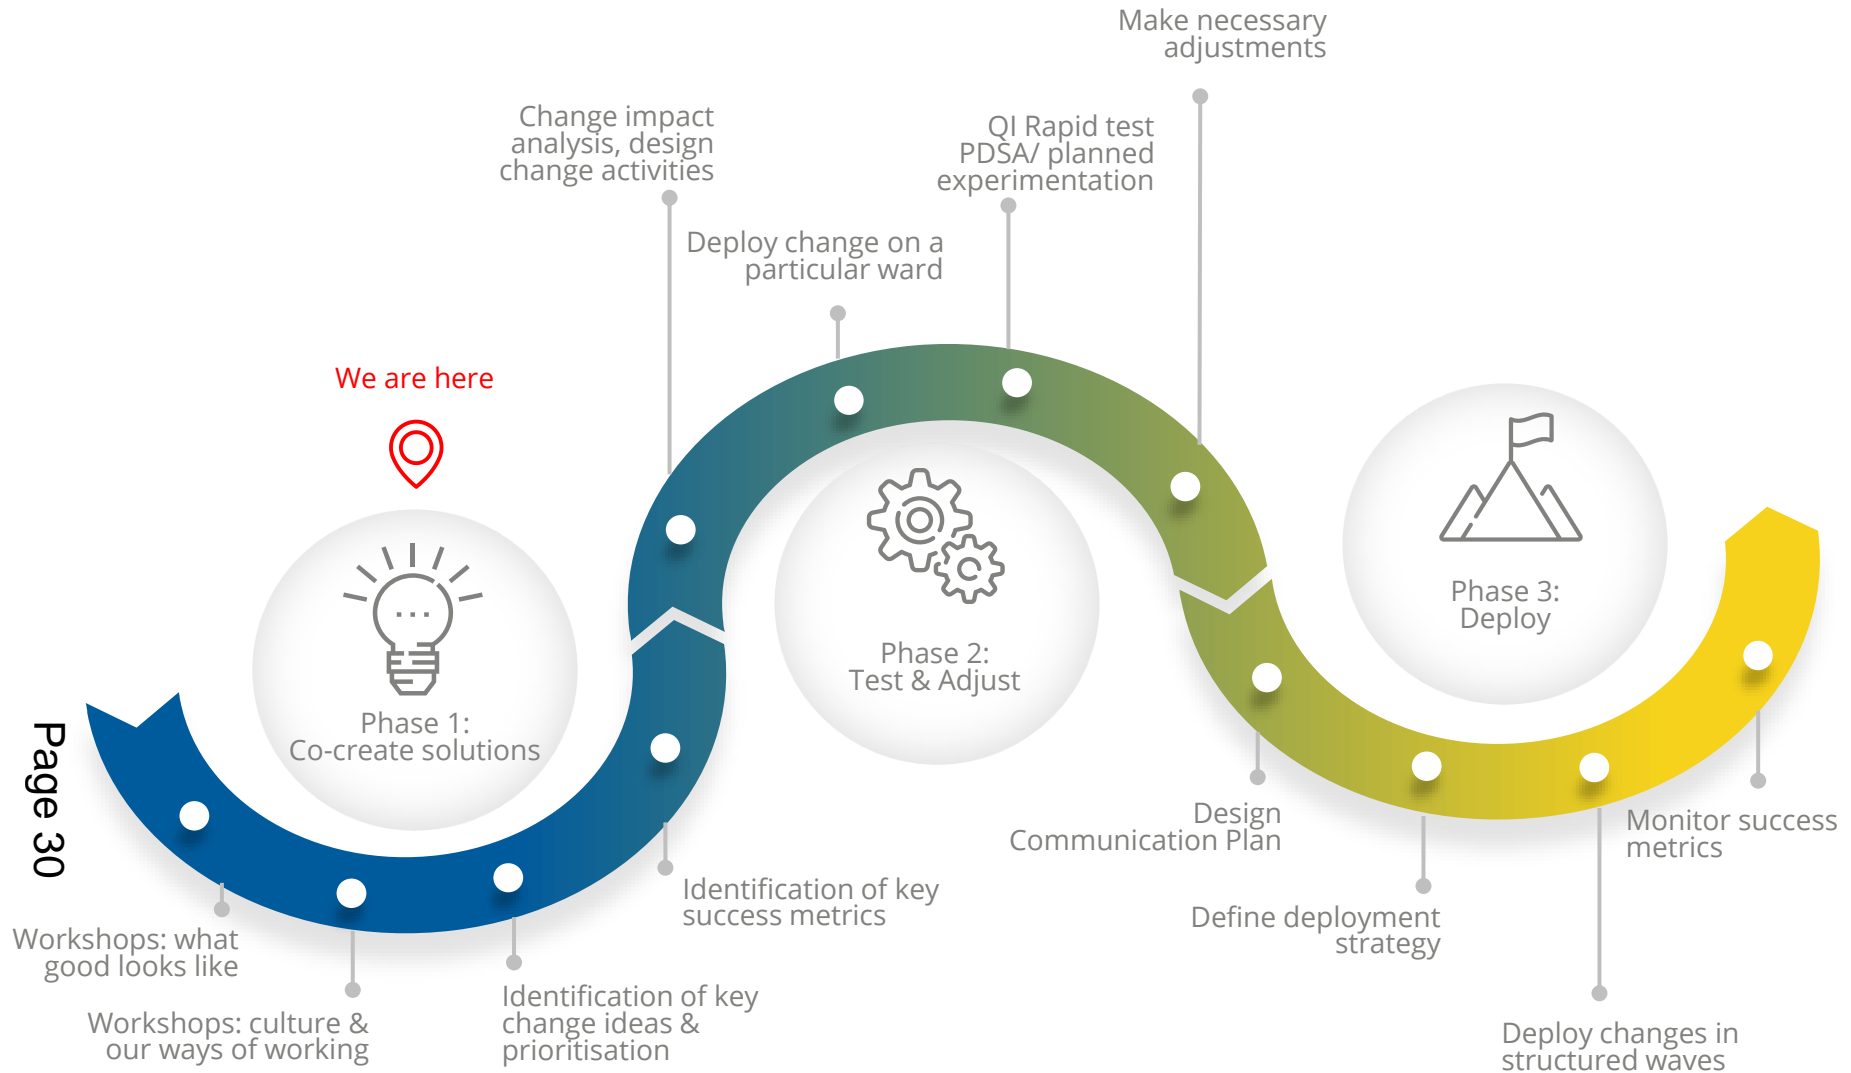 Make necessary
adjustments
Change impact
analysis, design
change activities
QI Rapid test
PDSA/ planned
experimentation
Deploy change on a
particular ward
We are here
Phase 1:
Co-create solutions
Phase 2:
Test & Adjust
Phase 3:
Deploy
Page 30
Workshops: what
good looks like
Workshops: culture &
our ways of working
Identification of key
change ideas &
prioritisation
Identification of key
success metrics
Design
Communication Plan
Define deployment
strategy
Deploy changes in
structured waves
Monitor success
metrics